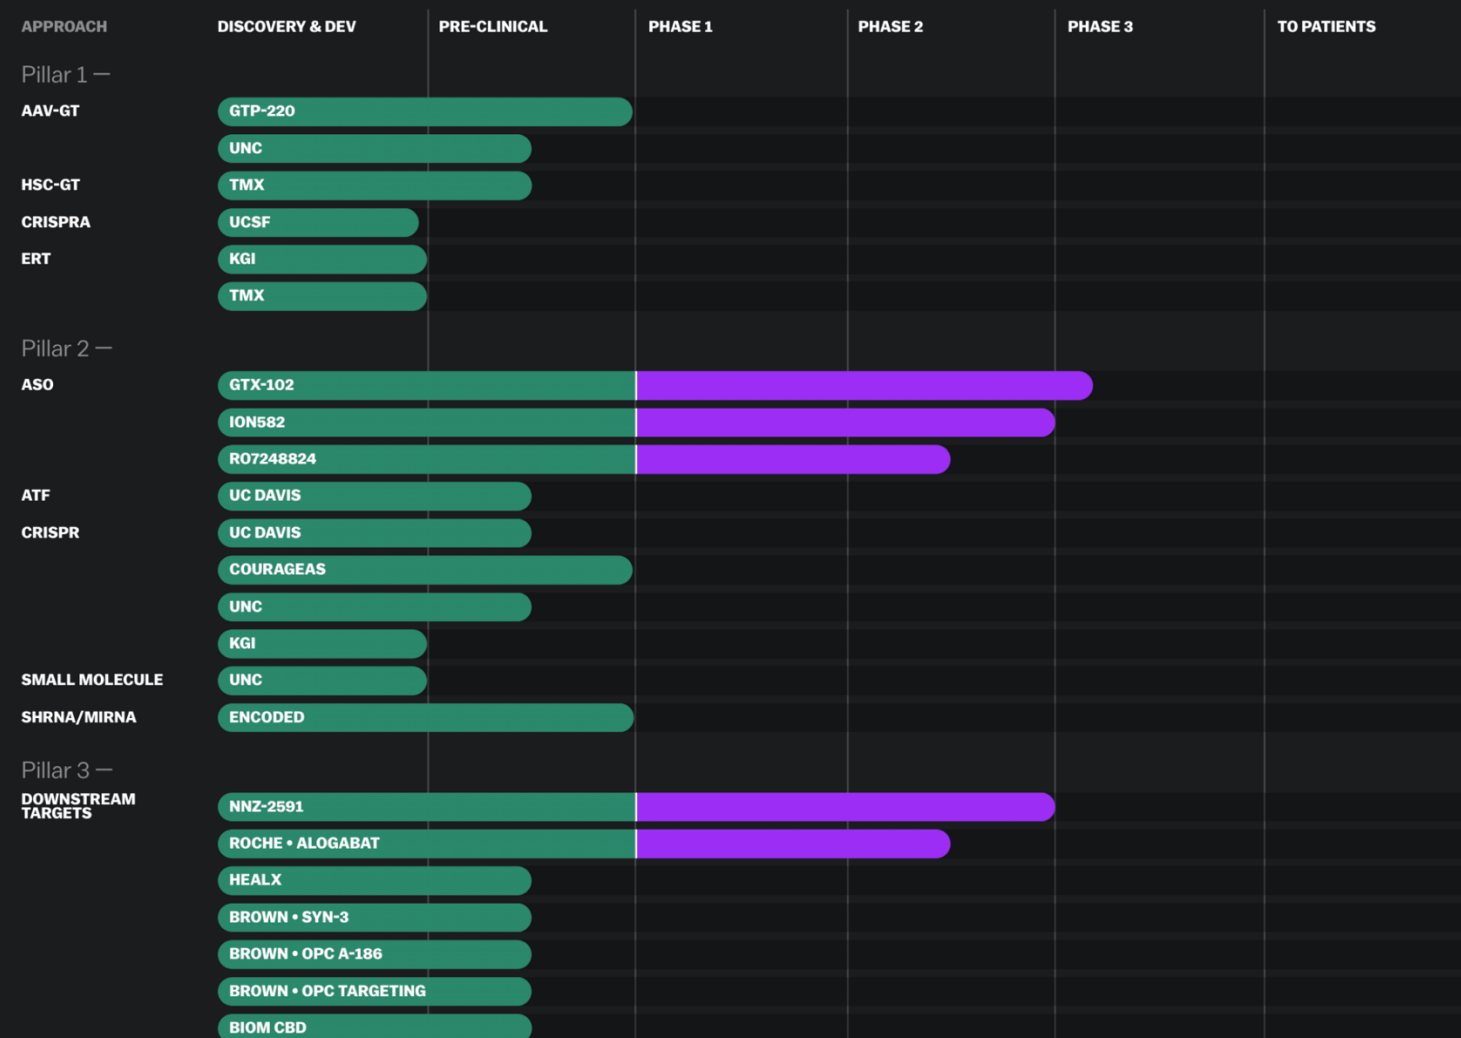 APPROACH DISCOVERY & DEV PRE-CLINICAL PHASE 1 PHASE 2 PHASE 3 TO PATIENTS
Pillar 1 —
AAV-GT GTP-220
UNC
HSC-GT TMX
CRISPRA UCSF
ERT KGI
TMX
Pillar 2 —
ASO GTX-102
ION582
RO7248824
ATF UC DAVIS
CRISPR UC DAVIS
COURAGEAS
UNC
KGI
SMALL MOLECULE UNC
SHRNA/MIRNA ENCODED
Pillar 3 —
DOWNSTREAM
TARGETS
NNZ-2591
ROCHE • ALOGABAT
HEALX
BROWN • SYN-3
BROWN • OPC A-186
BROWN • OPC TARGETING
BIOM CBD